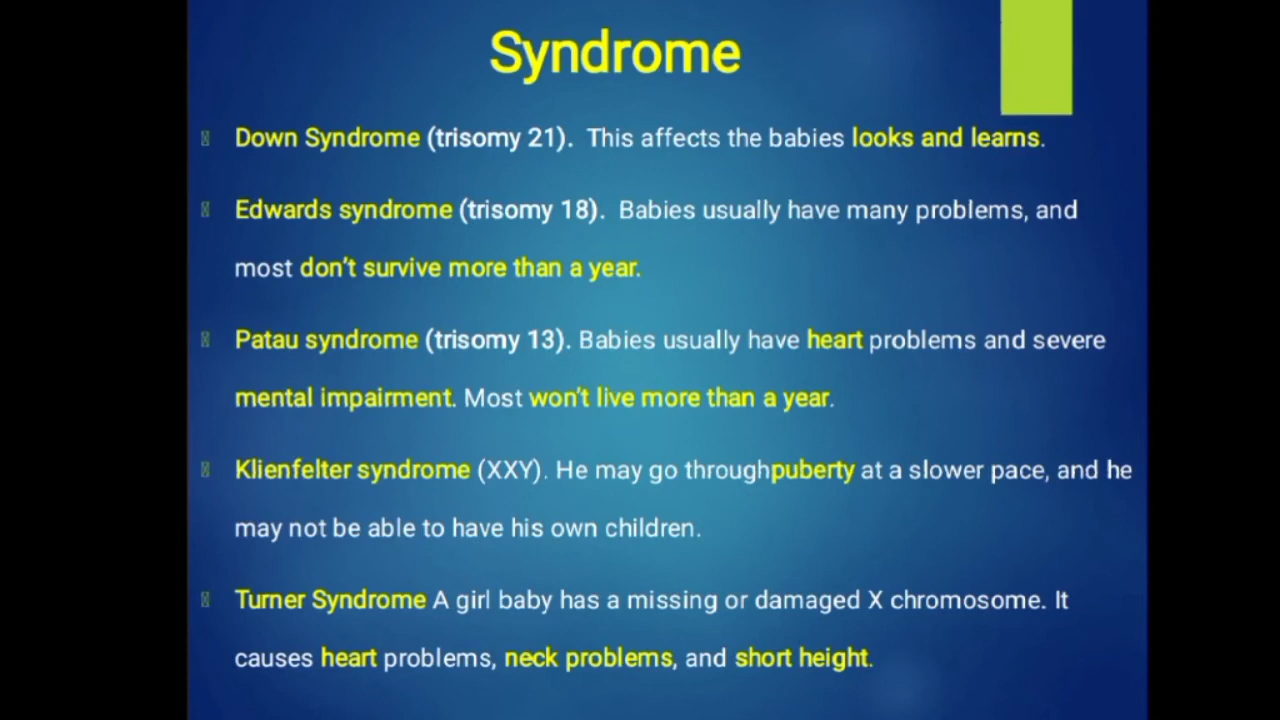 Syndrome
Down Syndrome (trisomy 21). This affects the babies looks and learns.
Edwards syndrome (trisomy 18). Babies usually have many problems, and
most don't survive more than a year.
Patau syndrome (trisomy 13). Babies usually have heart problems and severe
mental impairment. Most won't live more than a year.
Klienfelter syndrome (XXY). He may go throughpuberty at a slower pace, and he
may not be able to have his own children.
Turner Syndrome A girl baby has a missing or damaged X chromosome. It
causes heart problems, neck problems, and short height.